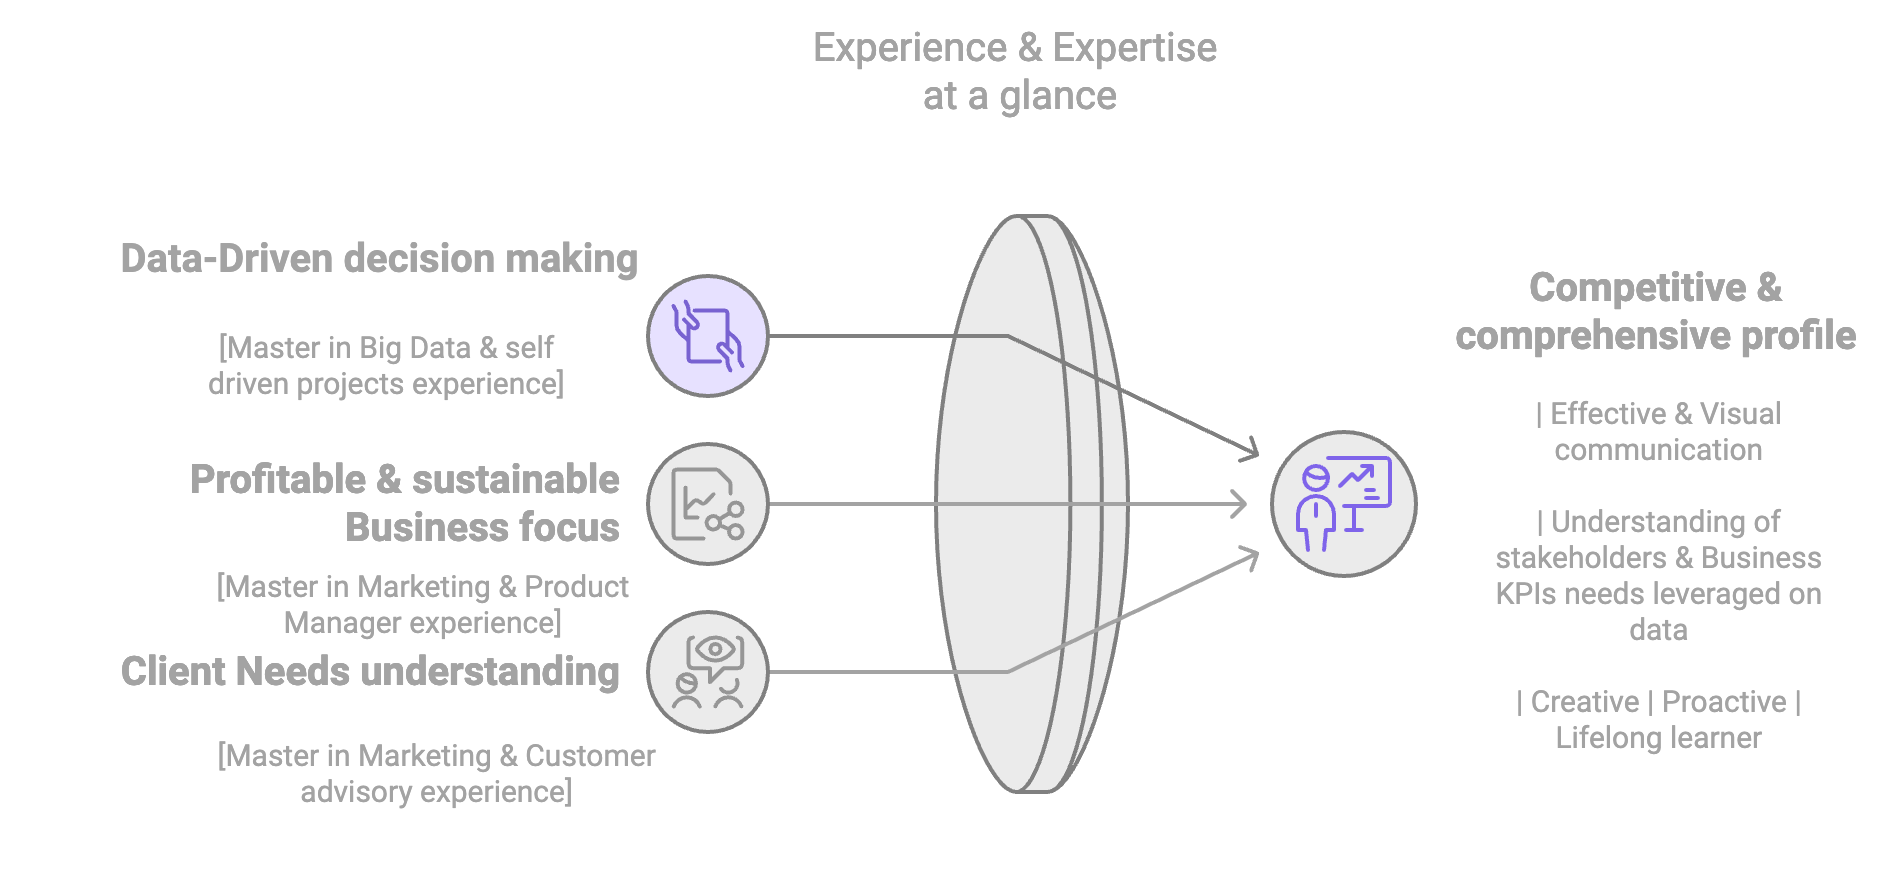 Experience & Expertise
at a glance
Data-Driven decision making
[Master in Big Data & self
driven projects experience]
Profitable & sustainable
Business focus
[Master in Marketing & Product
Manager experience]
Client Needs understanding
[Master in Marketing & Customer
advisory experience]
Competitive &
comprehensive profile
| Effective & Visual
communication
| Understanding of
stakeholders & Business
KPIs needs leveraged on
data
| Creative | Proactive |
Lifelong learner